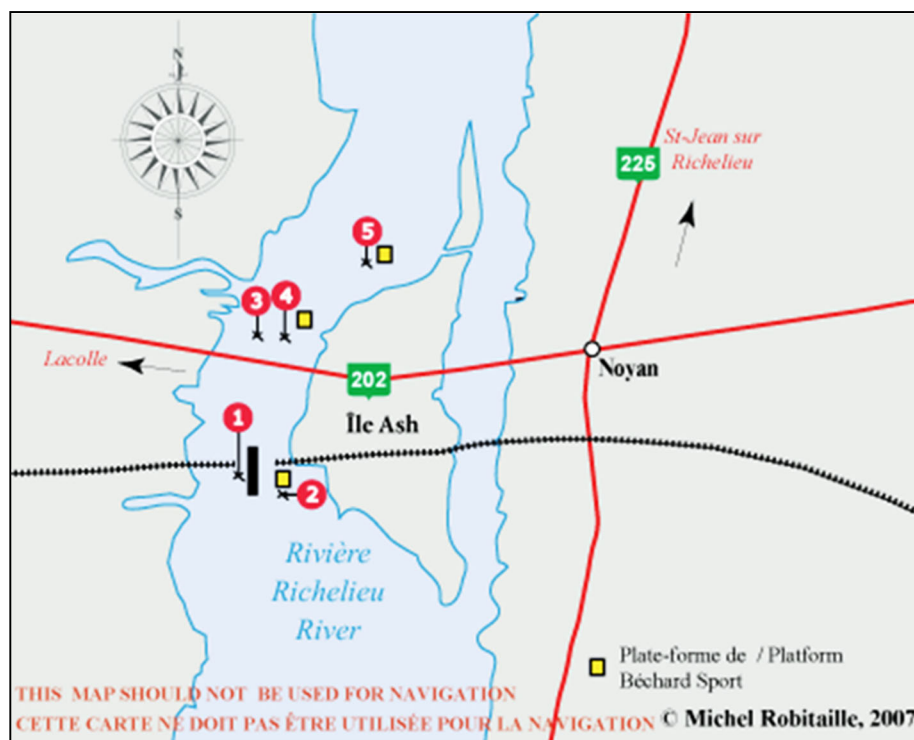 N
S
St-Jean sur
Richelieu
225
5
3
4
Lacolle
202
Noyan
1
Île Ash
2
Rivière
Richelieu
River
Plate-forme de / Platform
Béchard Sport
THIS MAP SHOULD NOT BE USED FOR NAVIGATION
CETTE CARTE NE DOIT PAS ÊTRE UTILISÉE POUR LA NAVIGATION
© Michel Robitaille, 2007